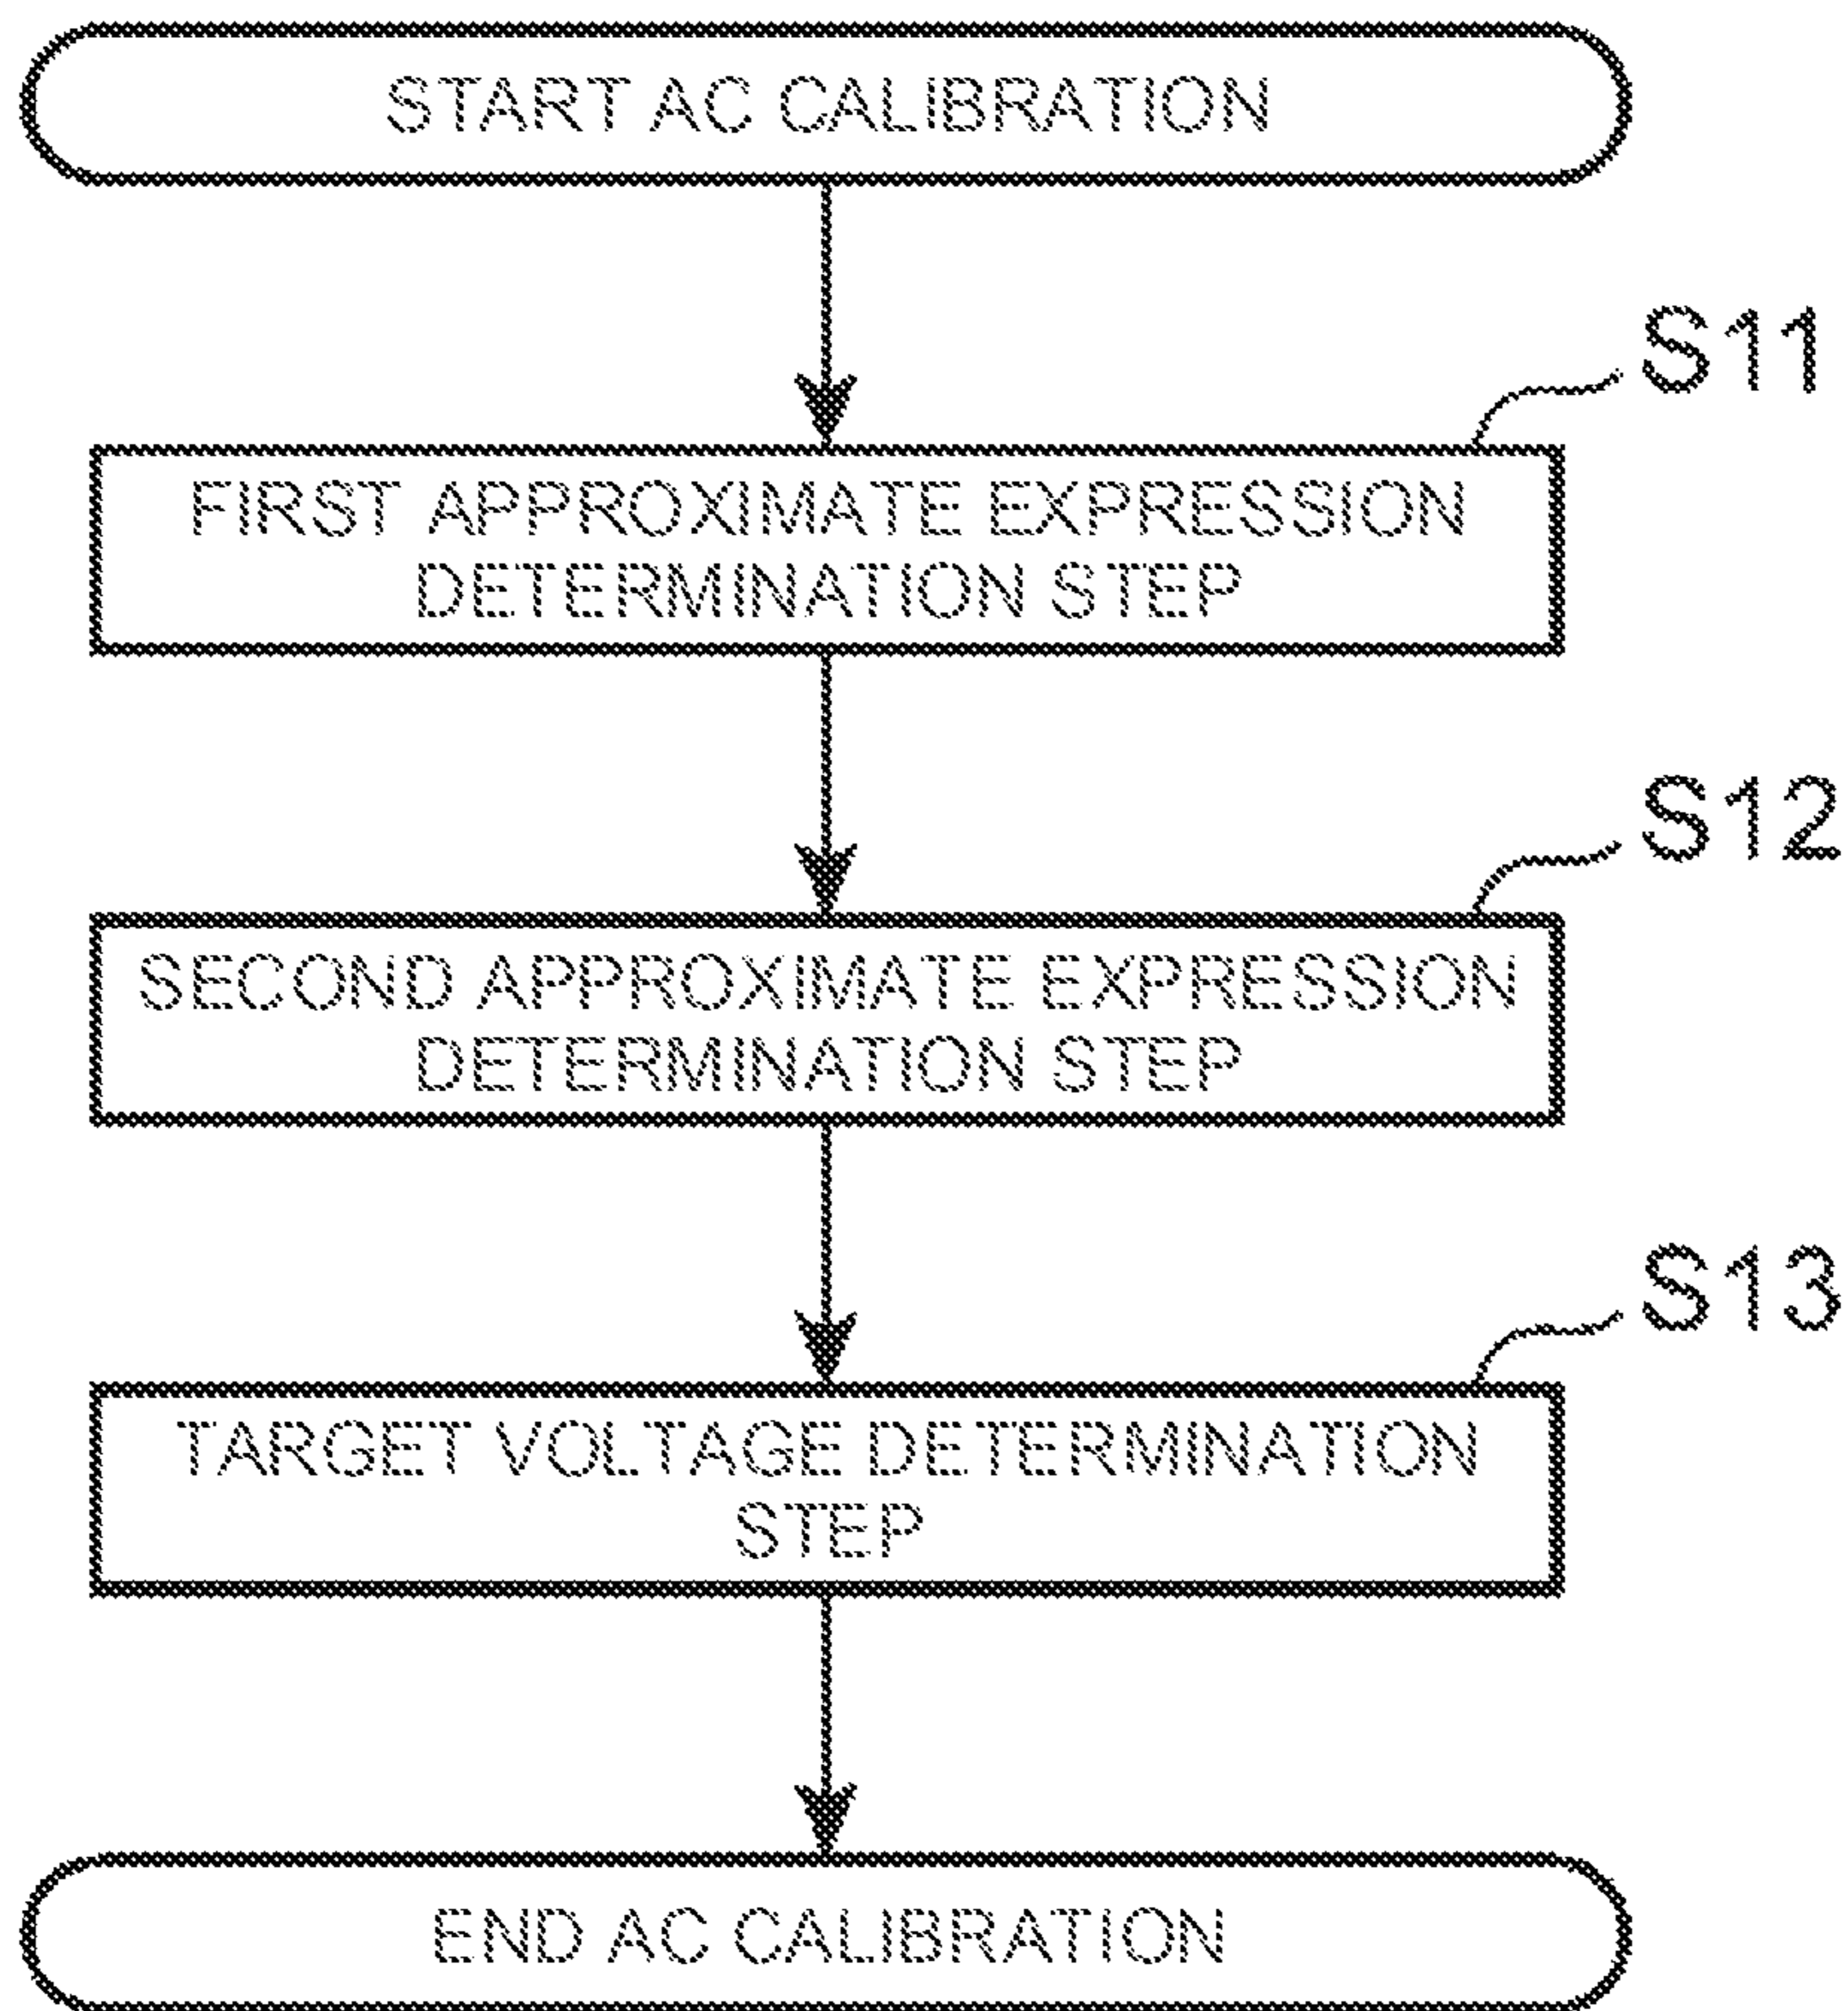 START AC CALIBRATION
S11
FIRST APPROXIMATE EXPRESSION
DETERMINATION STEP
S12
SECOND APPROXIMATE EXPRESSION
DETERMINATION STEP
S13
TARGET VOLTAGE DETERMINATION
STEP
END AC CALIBRATION